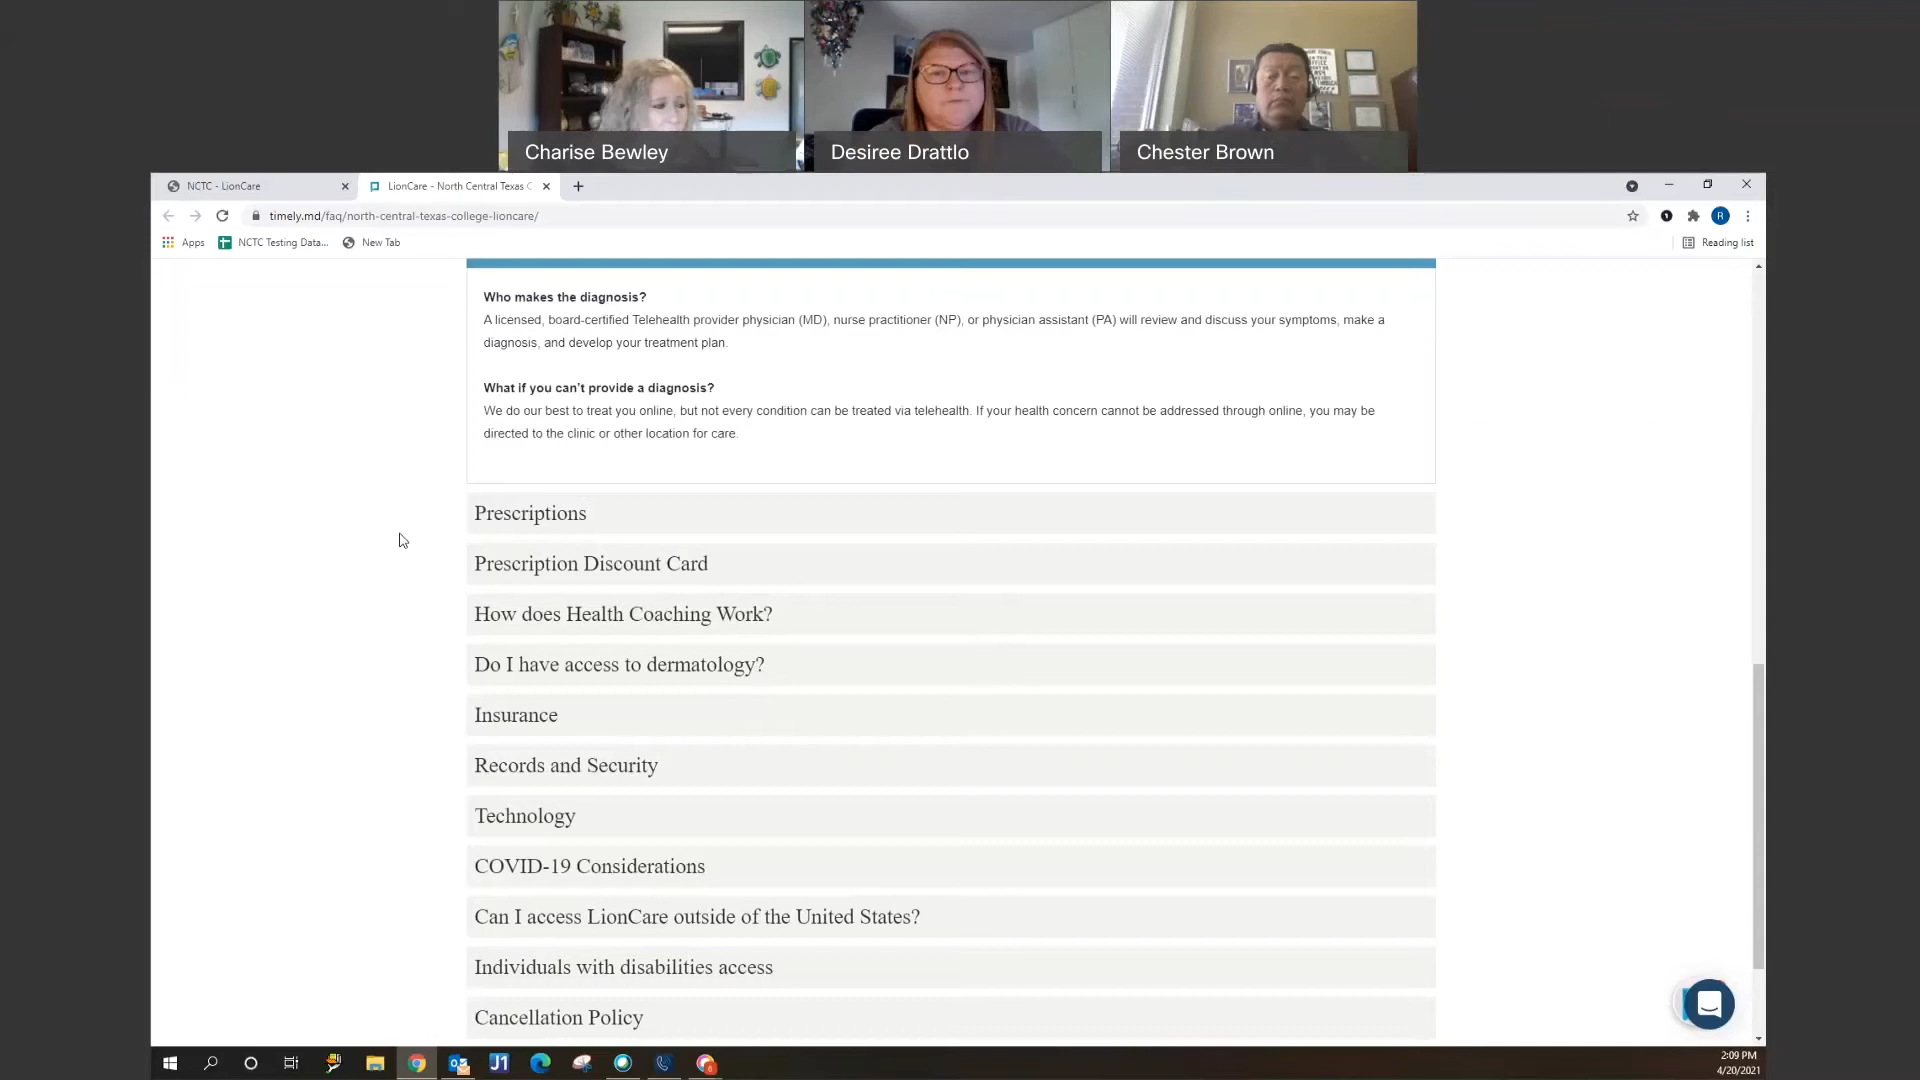 Charise Bewley
Desiree Drattlo
Chester Brown
NCTC - LionCare
LionCare - North Central Texas C
timely.md/faq/north-central-texas-college-lioncare/
R
Apps
NCTC Testing Data...
New Tab
Reading list
Who makes the diagnosis?
A licensed, board-certified Telehealth provider physician (MD), nurse practitioner (NP), or physician assistant (PA) will review and discuss your symptoms, make a
diagnosis, and develop your treatment plan.
What if you can't provide a diagnosis?
We do our best to treat you online, but not every condition can be treated via telehealth. If your health concern cannot be addressed through online, you may be
directed to the clinic or other location for care.
Prescriptions
Prescription Discount Card
How does Health Coaching Work?
Do I have access to dermatology?
Insurance
Records and Security
Technology
COVID-19 Considerations
Can I access LionCare outside of the United States?
Individuals with disabilities access
Cancellation Policy
J1
2:09 PM
4/20/2021